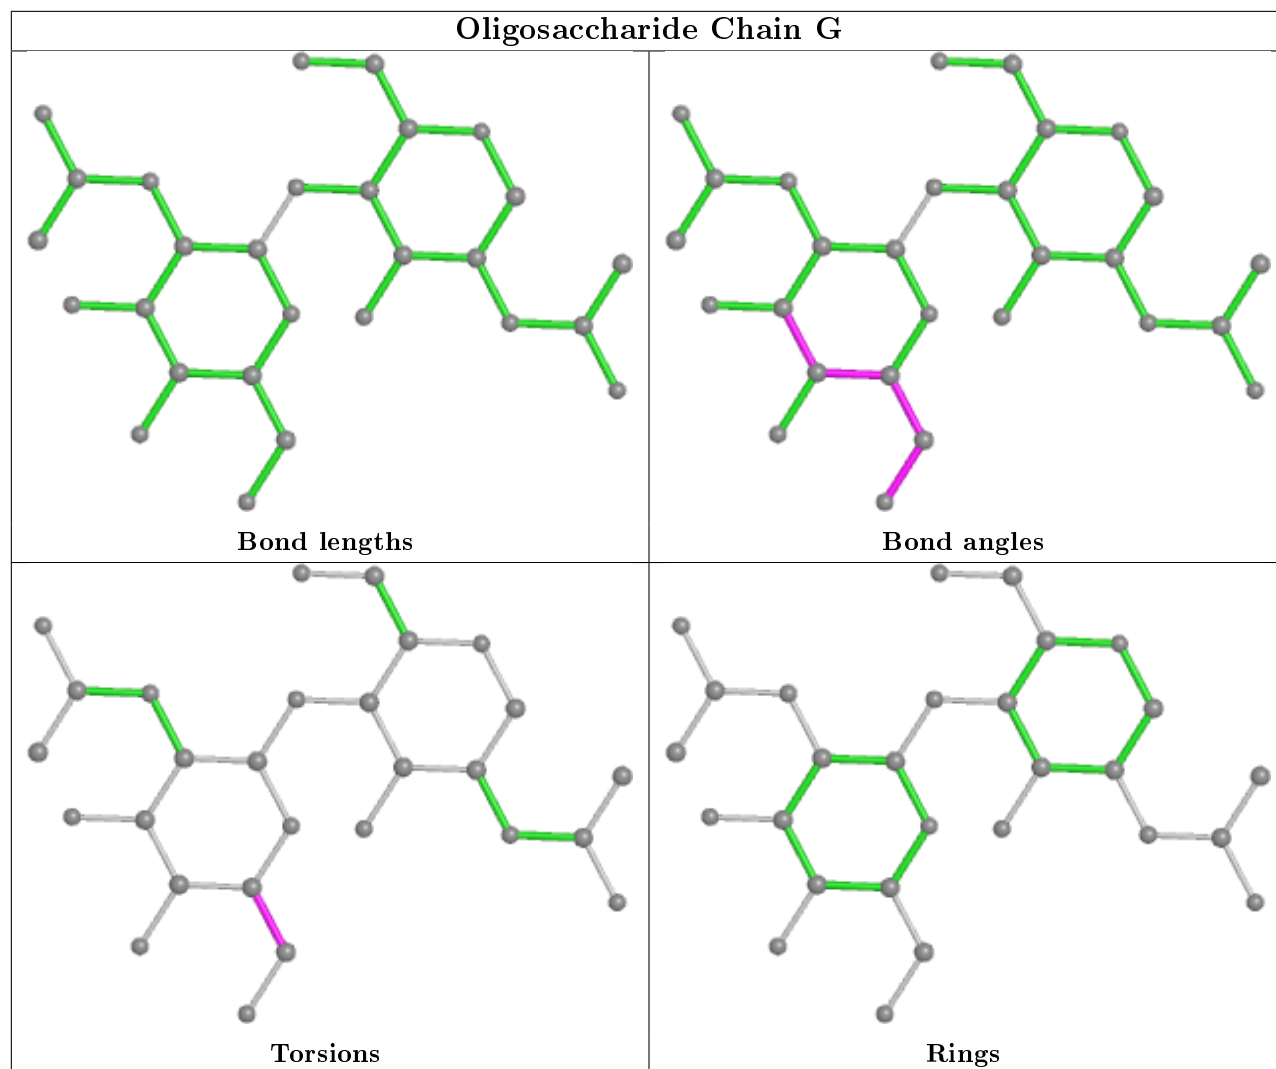 Oligosaccharide Chain G
Bond lengths
Bond angles
Torsions
Rings